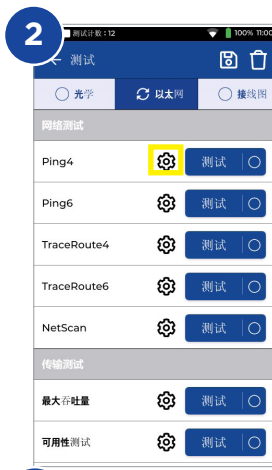 2
测试计数：12 100% 11:00
← 测试
光学 以太网 接线图
网络测试
Ping4 测试
Ping6 测试
TraceRoute4 测试
TraceRoute6 测试
NetScan 测试
传输测试
最大吞吐量 测试
可用性测试 测试